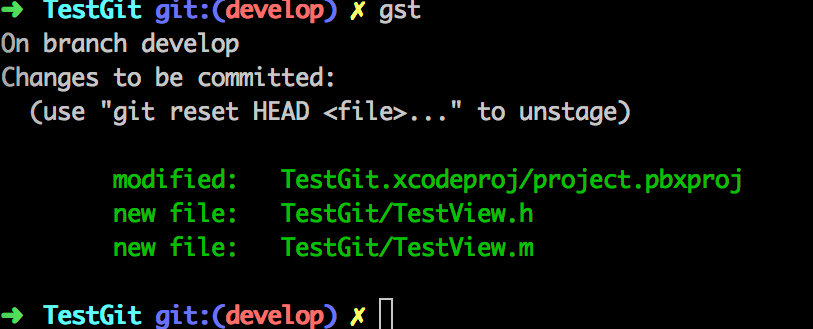 ➜ TestGit git:(develop) ✗ gst
On branch develop
Changes to be committed:
  (use "git reset HEAD <file>..." to unstage)

        modified:   TestGit.xcodeproj/project.pbxproj
        new file:   TestGit/TestView.h
        new file:   TestGit/TestView.m

➜ TestGit git:(develop) ✗